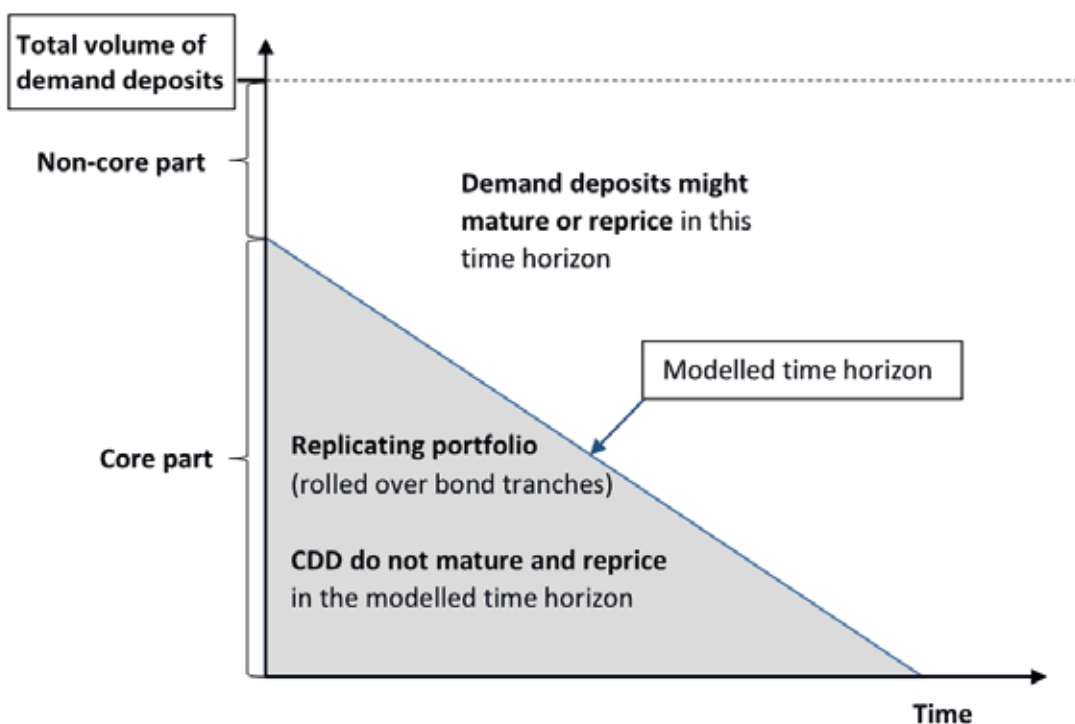 Total volume of
demand deposits
Non-core part
Demand deposits might
mature or reprice in this
time horizon
Modelled time horizon
Core part
Replicating portfolio
(rolled over bond tranches)
CDD do not mature and reprice
in the modelled time horizon
Time